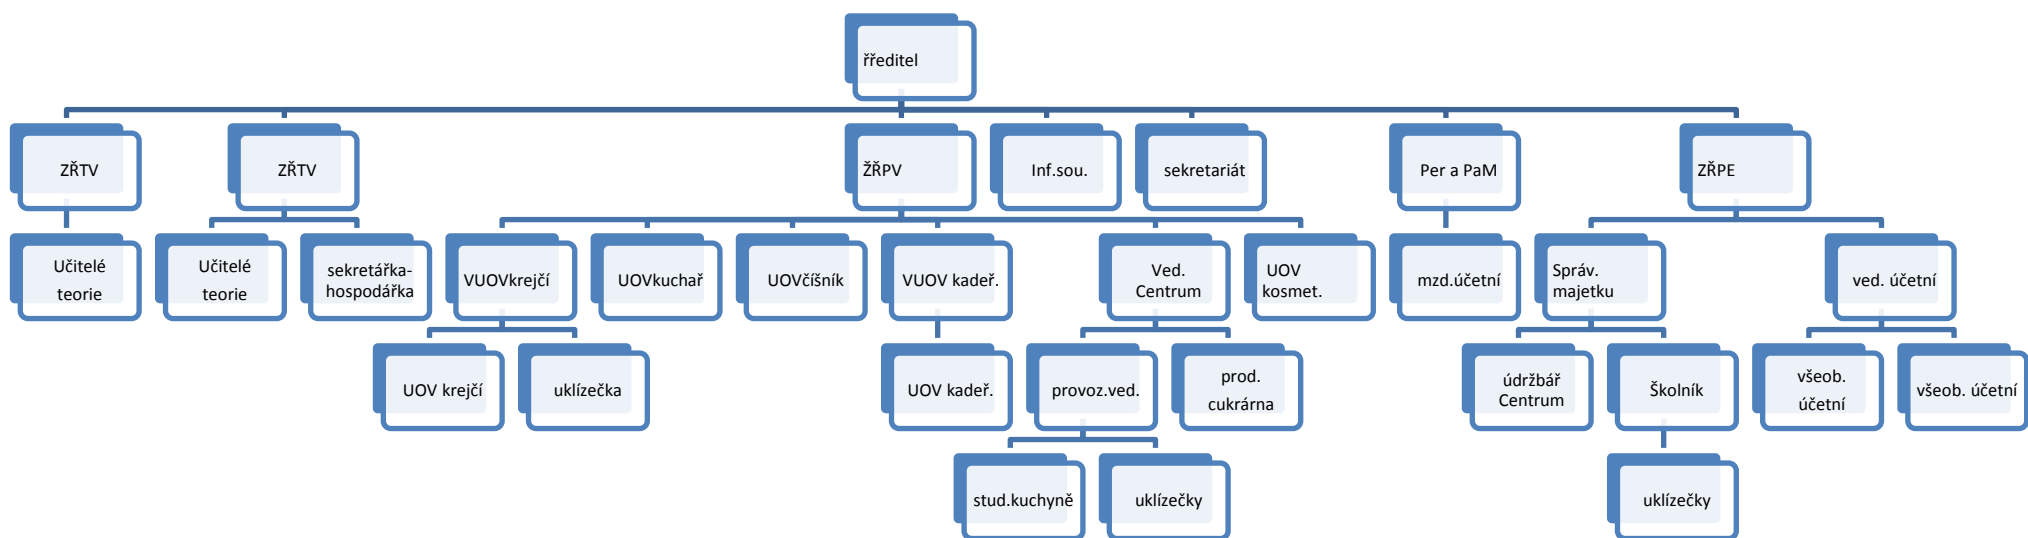 řředitel
ZŘTV
ZŘTV
ŽŘPV
Inf.sou.
sekretariát
Per a PaM
ZŘPE
Učitelé
teorie
Učitelé
teorie
sekretářka-
hospodářka
VUOVkrejčí
UOVkuchař
UOVčíšník
VUOV kadeř.
Ved.
Centrum
UOV
kosmet.
mzd.účetní
Správ.
majetku
ved. účetní
UOV krejčí
uklízečka
UOV kadeř.
provoz.ved.
prod.
cukrárna
údržbář
Centrum
Školník
všeob.
účetní
všeob. účetní
stud.kuchyně
uklízečky
uklízečky